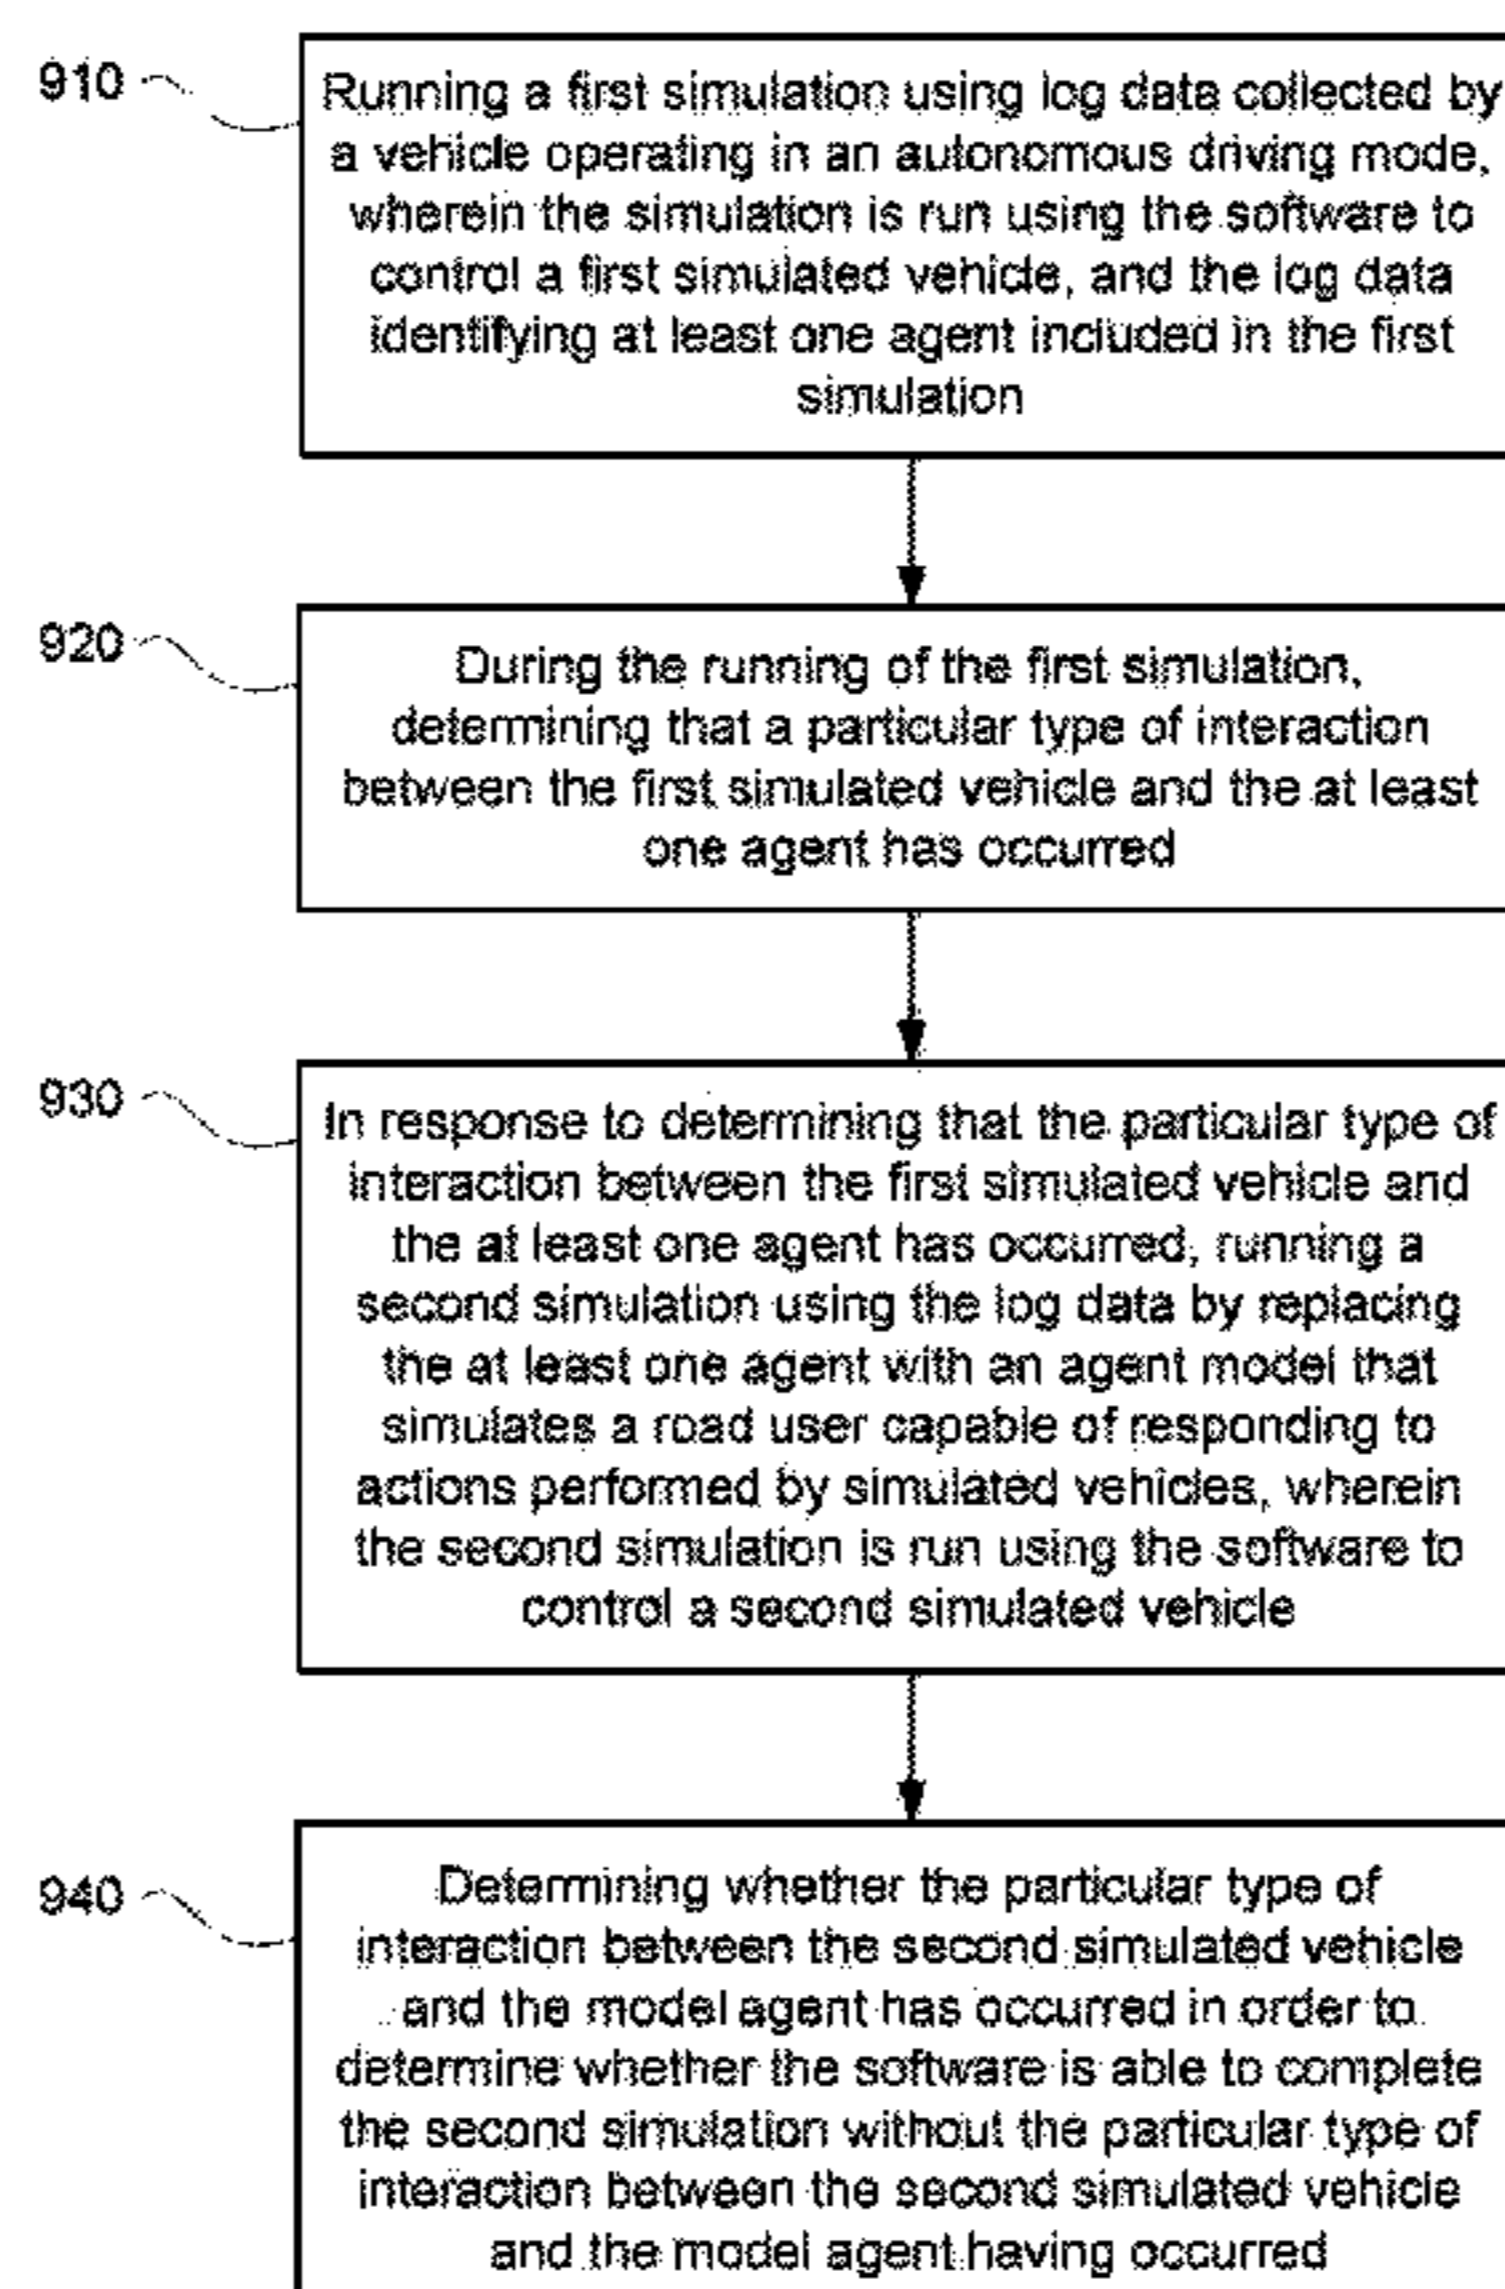 910
Running a first simulation using log data collected by
a vehicle operating in an autonomous driving mode,
wherein the simulation is run using the software to
control a first simulated vehicle, and the log data
identifying at least one agent included in the first
simulation
920
During the running of the first simulation,
determining that a particular type of interaction
between the first simulated vehicle and the at least
one agent has occurred
930
In response to determining that the particular type of
interaction between the first simulated vehicle and
the at least one agent has occurred, running a
second simulation using the log data by replacing
the at least one agent with an agent model that
simulates a road user capable of responding to
actions performed by simulated vehicles, wherein
the second simulation is run using the software to
control a second simulated vehicle
940
Determining whether the particular type of
interaction between the second simulated vehicle
and the model agent has occurred in order to
determine whether the software is able to complete
the second simulation without the particular type of
interaction between the second simulated vehicle
and the model agent having occurred